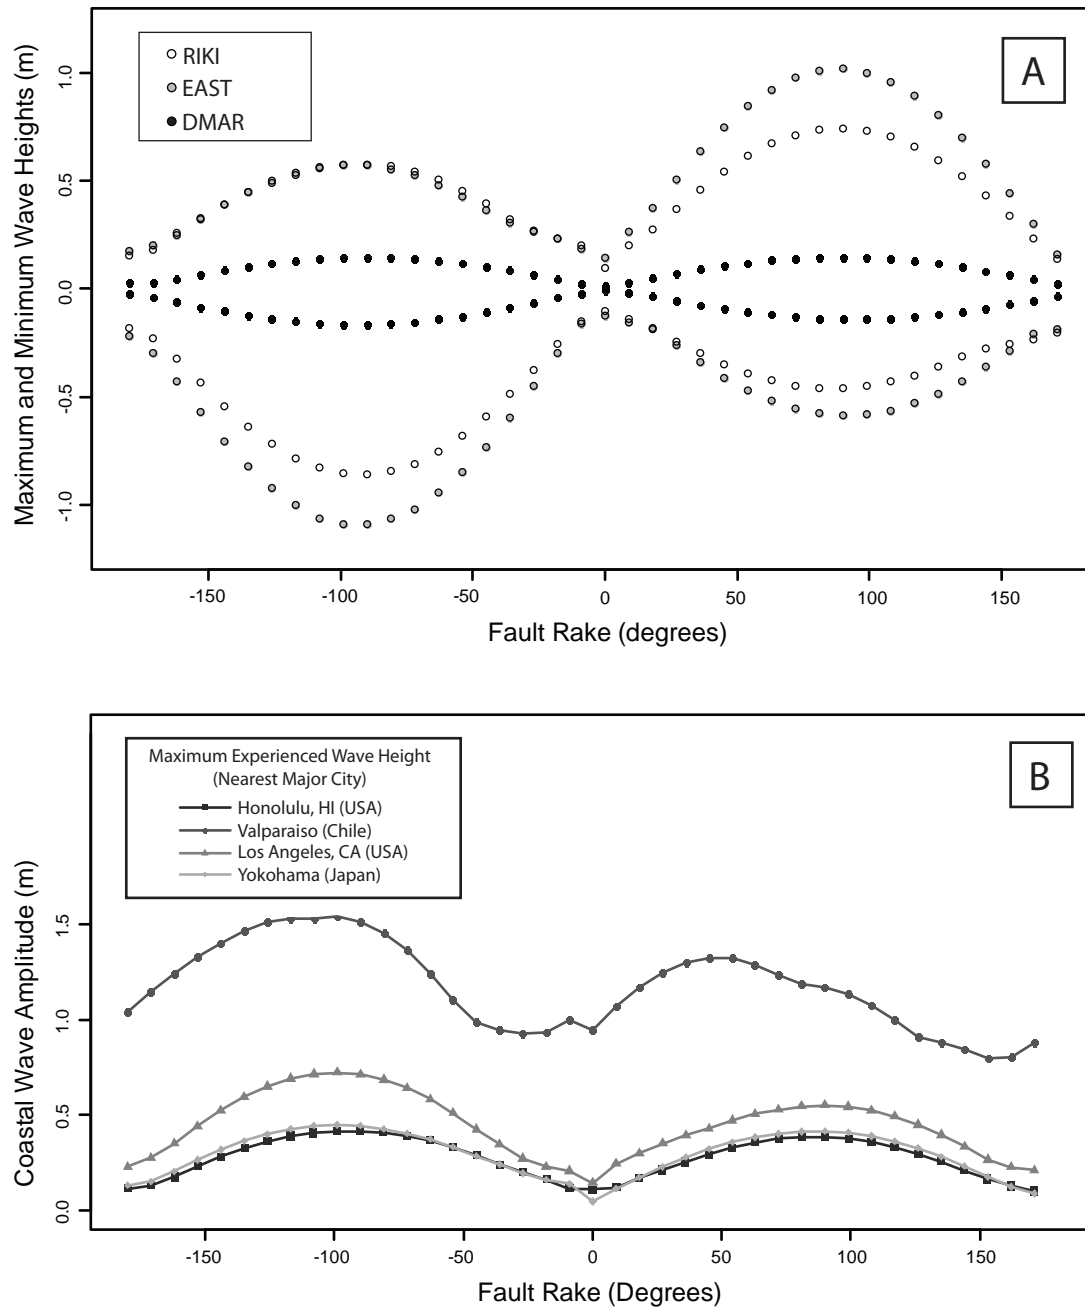 A
RIKI
EAST
DMAR
Maximum and Minimum Wave Heights (m)
1.0
0.5
0.0
-0.5
-1.0
-150
-100
-50
0
50
100
150
Fault Rake (degrees)
B
Maximum Experienced Wave Height
(Nearest Major City)
Honolulu, HI (USA)
Valparaiso (Chile)
Los Angeles, CA (USA)
Yokohama (Japan)
Coastal Wave Amplitude (m)
1.5
1.0
0.5
0.0
-150
-100
-50
0
50
100
150
Fault Rake (Degrees)